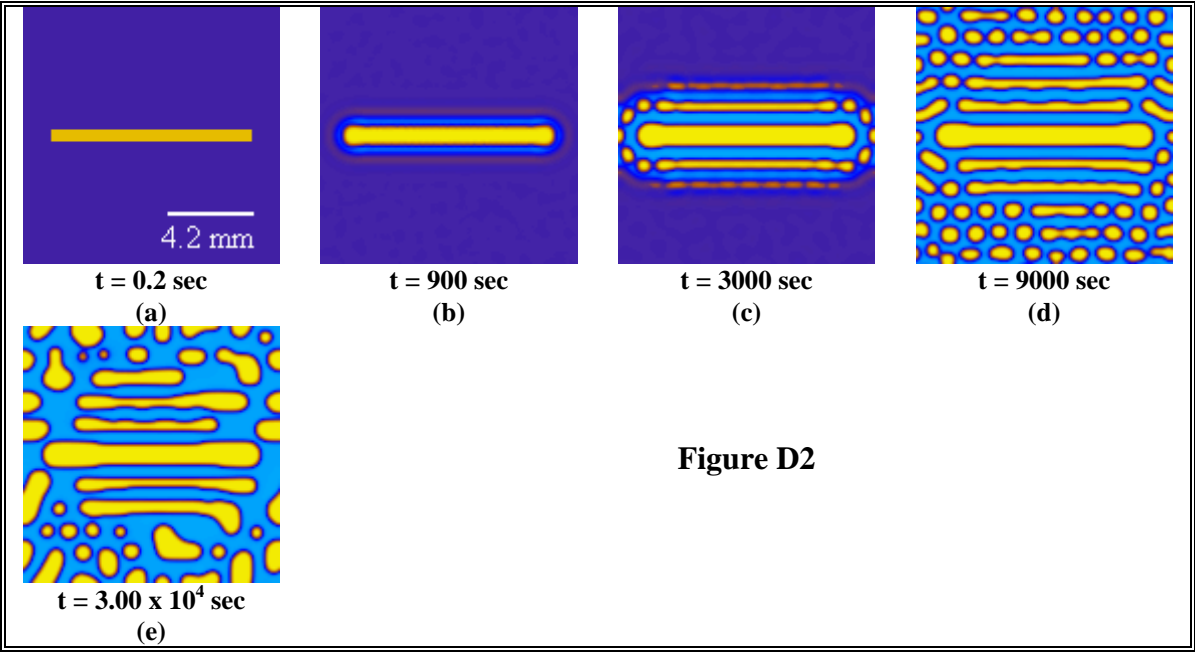 4.2 mm
t = 0.2 sec
(a)
t = 900 sec
(b)
t = 3000 sec
(c)
t = 9000 sec
(d)
t = 3.00 x 10⁴ sec
(e)
Figure D2